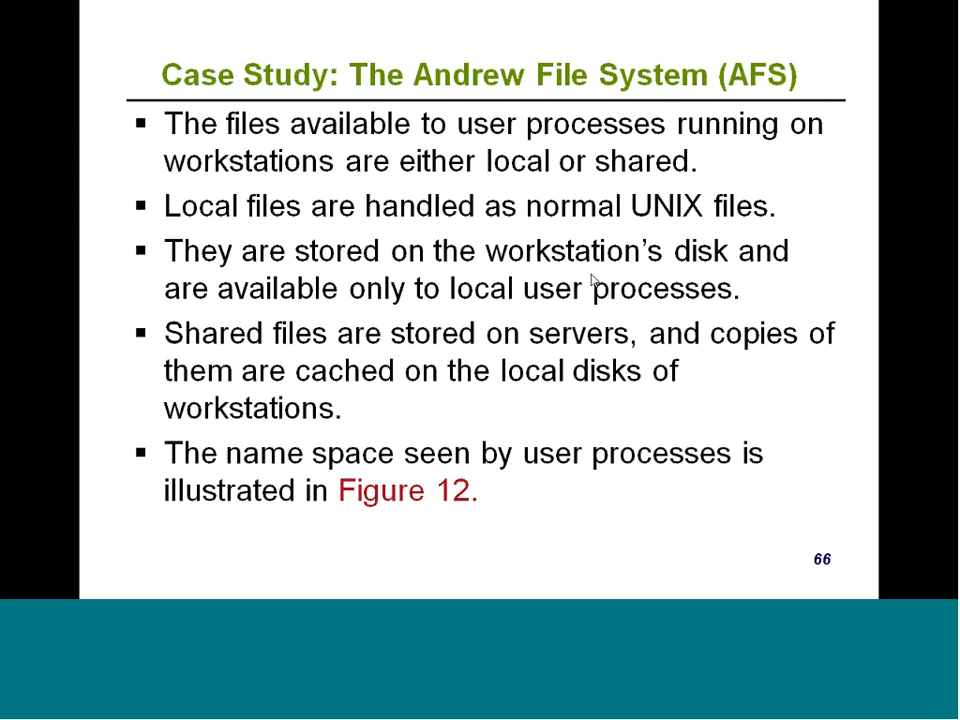 Case Study: The Andrew File System (AFS)
▪ The files available to user processes running on
workstations are either local or shared.
▪ Local files are handled as normal UNIX files.
▪ They are stored on the workstation’s disk and
are available only to local user processes.
▪ Shared files are stored on servers, and copies of
them are cached on the local disks of
workstations.
▪ The name space seen by user processes is
illustrated in Figure 12.
66